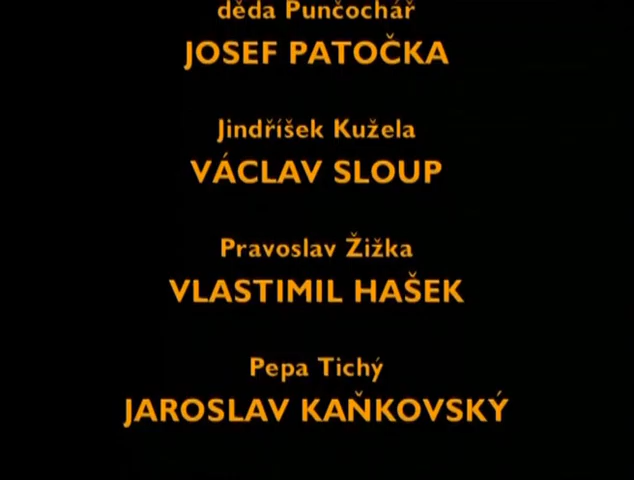 děda Punčochář
JOSEF PATOČKA
Jindříšek Kužela
VÁCLAV SLOUP
Pravoslav Žižka
VLASTIMIL HAŠEK
Pepa Tichý
JAROSLAV KAŇKOVSKÝ